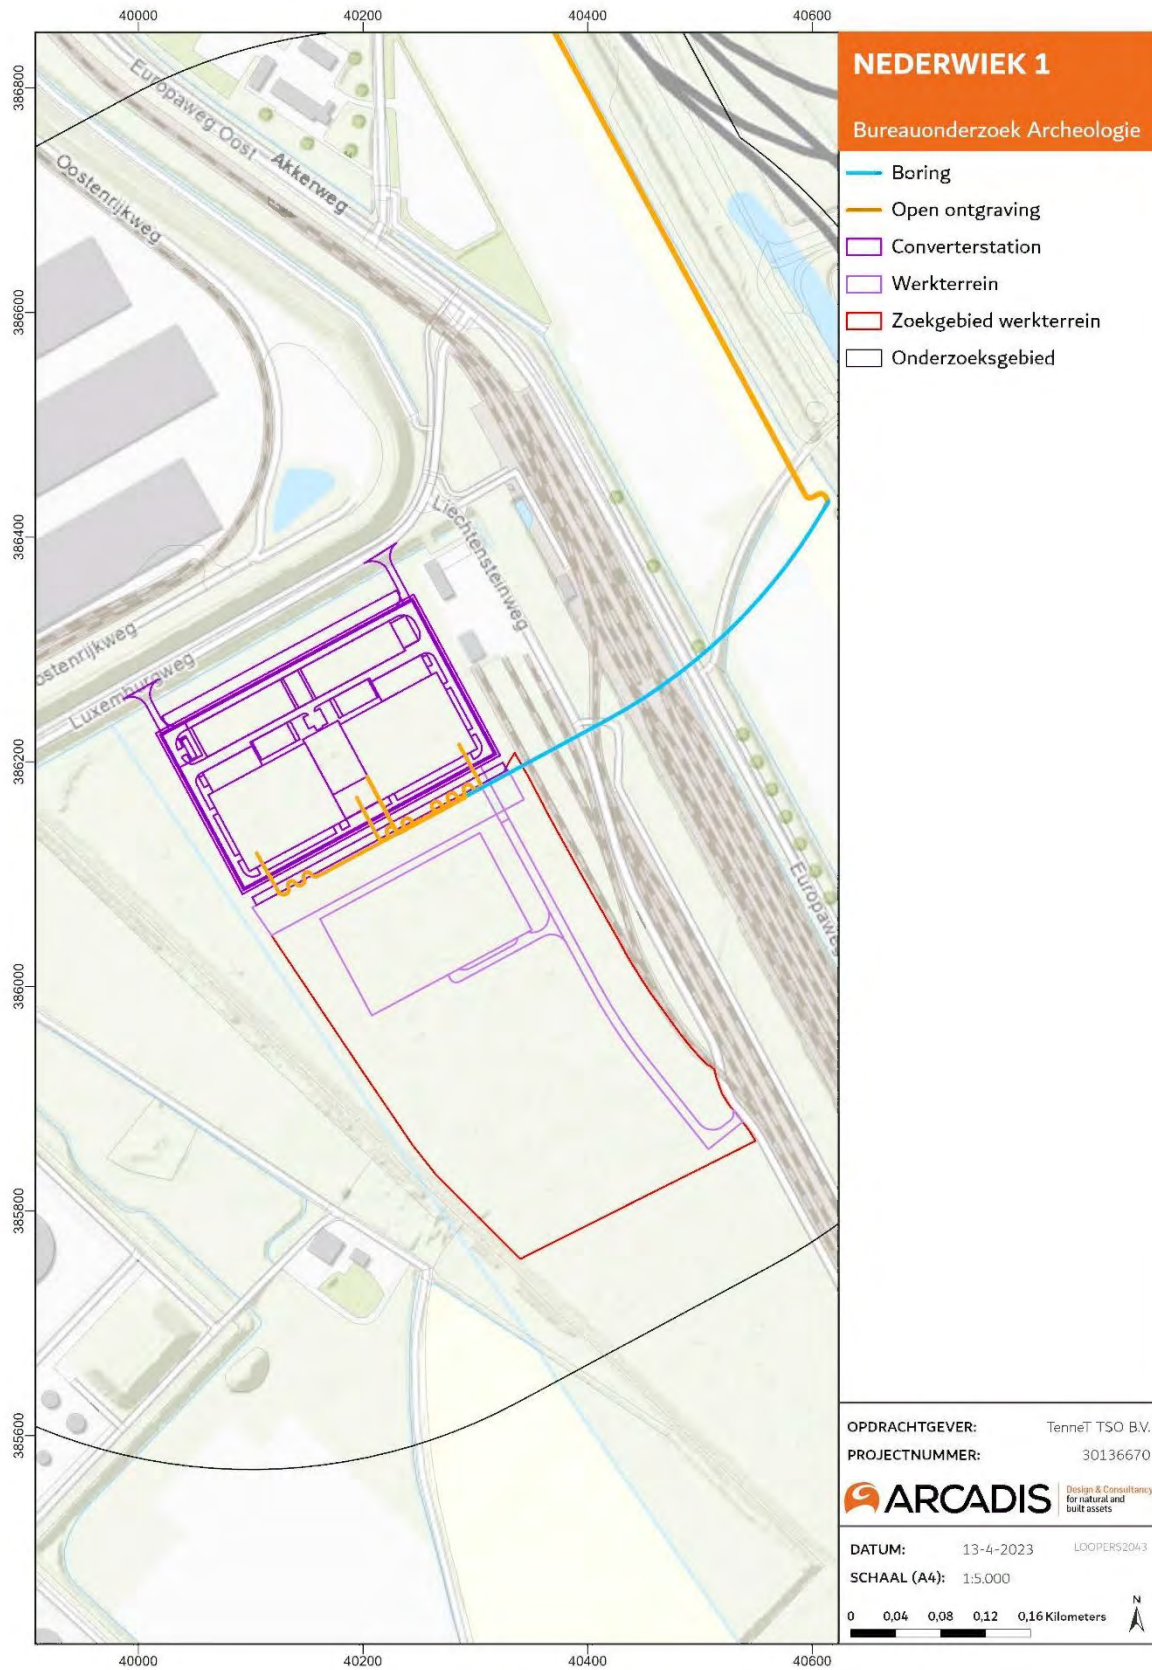 40000 40200 40400 40600
386800
386600
386400
386200
386000
385800
385600
Europaweg Oost
Akkerweg
Oostenrijkweg
Liechtensteinweg
ostenrijkweg
Luxemburgweg
Europaweg
40000 40200 40400 40600
NEDERWIEK 1
Bureauonderzoek Archeologie
Boring
Open ontgraving
Converterstation
Werkterrein
Zoekgebied werkterrein
Onderzoeksgebied
OPDRACHTGEVER: TenneT TSO B.V.
PROJECTNUMMER: 30136670
ARCADIS
Design & Consultancy
for natural and
built assets
DATUM: 13-4-2023 LOOPERS2043
SCHAAL (A4): 1:5.000
N
0 0,04 0,08 0,12 0,16 Kilometers